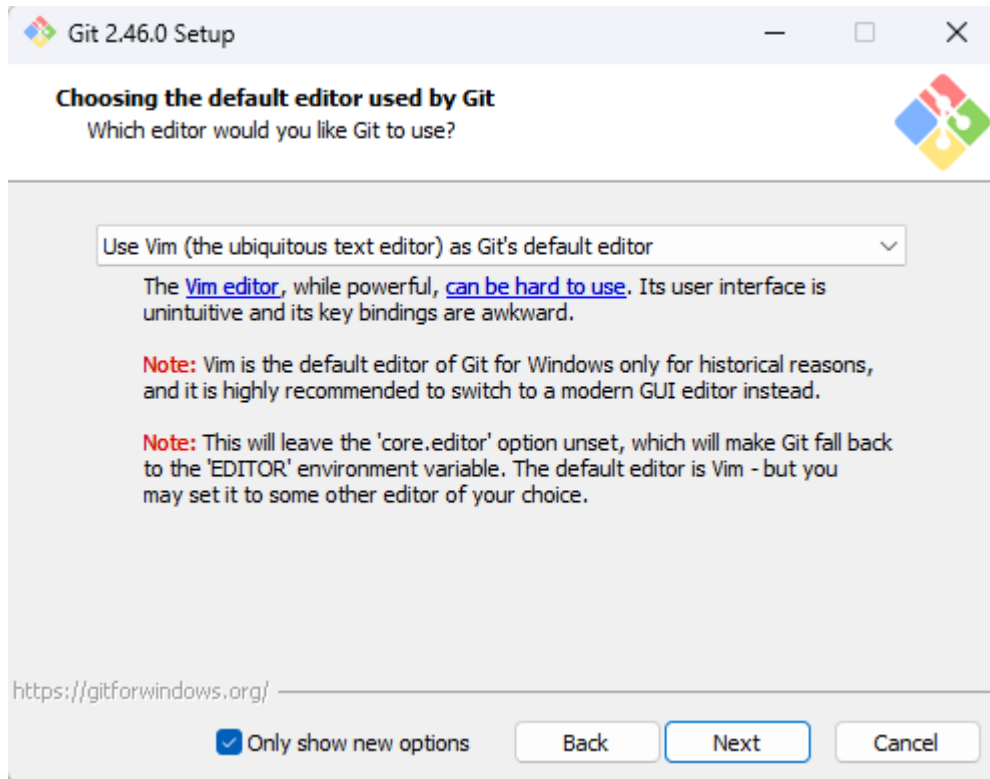 Git 2.46.0 Setup
Choosing the default editor used by Git
Which editor would you like Git to use?
Use Vim (the ubiquitous text editor) as Git's default editor
The Vim editor, while powerful, can be hard to use. Its user interface is
unintuitive and its key bindings are awkward.
Note: Vim is the default editor of Git for Windows only for historical reasons,
and it is highly recommended to switch to a modern GUI editor instead.
Note: This will leave the 'core.editor' option unset, which will make Git fall back
to the 'EDITOR' environment variable. The default editor is Vim - but you
may set it to some other editor of your choice.
https://gitforwindows.org/
Only show new options
Back
Next
Cancel